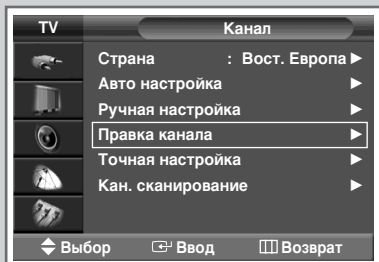 TV Канал
Страна : Вост. Европа
Авто настройка
Ручная настройка
Правка канала
Точная настройка
Кан. сканирование
Выбор Ввод Возврат